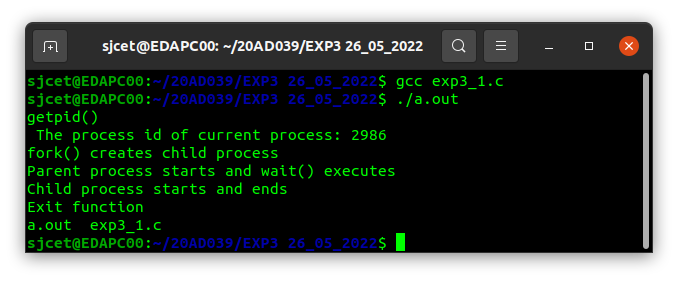 sjcet@EDAPC00: ~/20AD039/EXP3 26_05_2022
sjcet@EDAPC00:~/20AD039/EXP3 26_05_2022$ gcc exp3_1.c
sjcet@EDAPC00:~/20AD039/EXP3 26_05_2022$ ./a.out
getpid()
 The process id of current process: 2986
fork() creates child process
Parent process starts and wait() executes
Child process starts and ends
Exit function
a.out  exp3_1.c
sjcet@EDAPC00:~/20AD039/EXP3 26_05_2022$